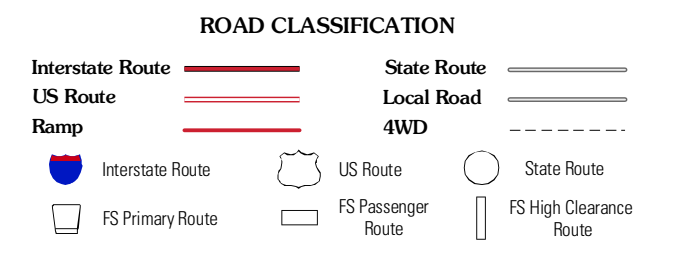 ROAD CLASSIFICATION
Interstate Route
State Route
US Route
Local Road
Ramp
4WD
Interstate Route
US Route
State Route
FS Primary Route
FS Passenger
Route
FS High Clearance
Route